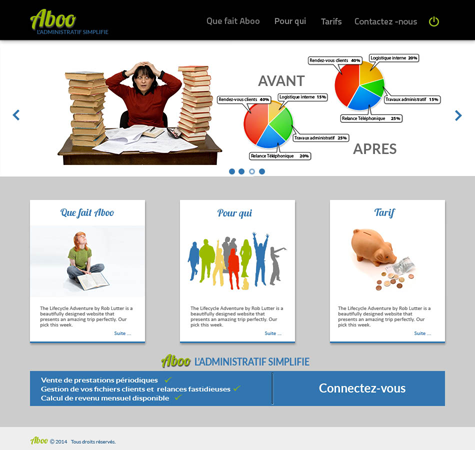 Aboo
L'ADMINISTRATIF SIMPLIFIE
Que fait Aboo Pour qui Tarifs Contactez -nous
AVANT
Rendez-vous clients 40%
Logistique interne 15%
Travaux administratif 25%
Relance Téléphonique 20%
Rendez-vous clients 40%
Logistique interne 20%
Travaux administratif 15%
Relance Téléphonique 25%
APRES
Que fait Aboo
The Lifecycle Adventure by Rob Lutter is a
beautifully designed website that
presents an amazing trip perfectly. Our
pick this week.
Suite ...
Pour qui
The Lifecycle Adventure by Rob Lutter is a
beautifully designed website that
presents an amazing trip perfectly. Our
pick this week.
Suite ...
Tarif
The Lifecycle Adventure by Rob Lutter is a
beautifully designed website that
presents an amazing trip perfectly. Our
pick this week.
Suite ...
Aboo L'ADMINISTRATIF SIMPLIFIE
Vente de prestations périodiques
Gestion de vos fichiers clients et relances fastidieuses
Calcul de revenu mensuel disponible
Connectez-vous
Aboo © 2014 Tous droits réservés.